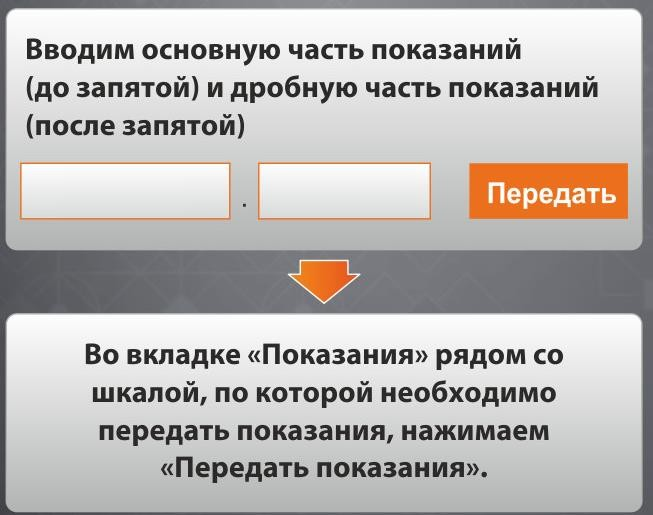 Вводим основную часть показаний
(до запятой) и дробную часть показаний
(после запятой)
. Передать
Во вкладке «Показания» рядом со
шкалой, по которой необходимо
передать показания, нажимаем
«Передать показания».